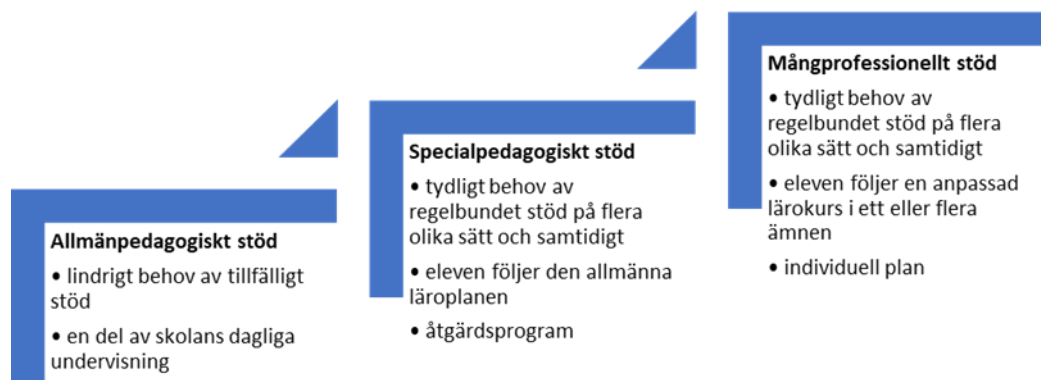 Allmänpedagogiskt stöd
• lindrigt behov av tillfälligt
stöd
• en del av skolans dagliga
undervisning
Specialpedagogiskt stöd
• tydligt behov av
regelbundet stöd på flera
olika sätt och samtidigt
• eleven följer den allmänna
läroplanen
• åtgärdsprogram
Mångprofessionellt stöd
• tydligt behov av
regelbundet stöd på flera
olika sätt och samtidigt
• eleven följer en anpassad
lärokurs i ett eller flera
ämnen
• individuell plan